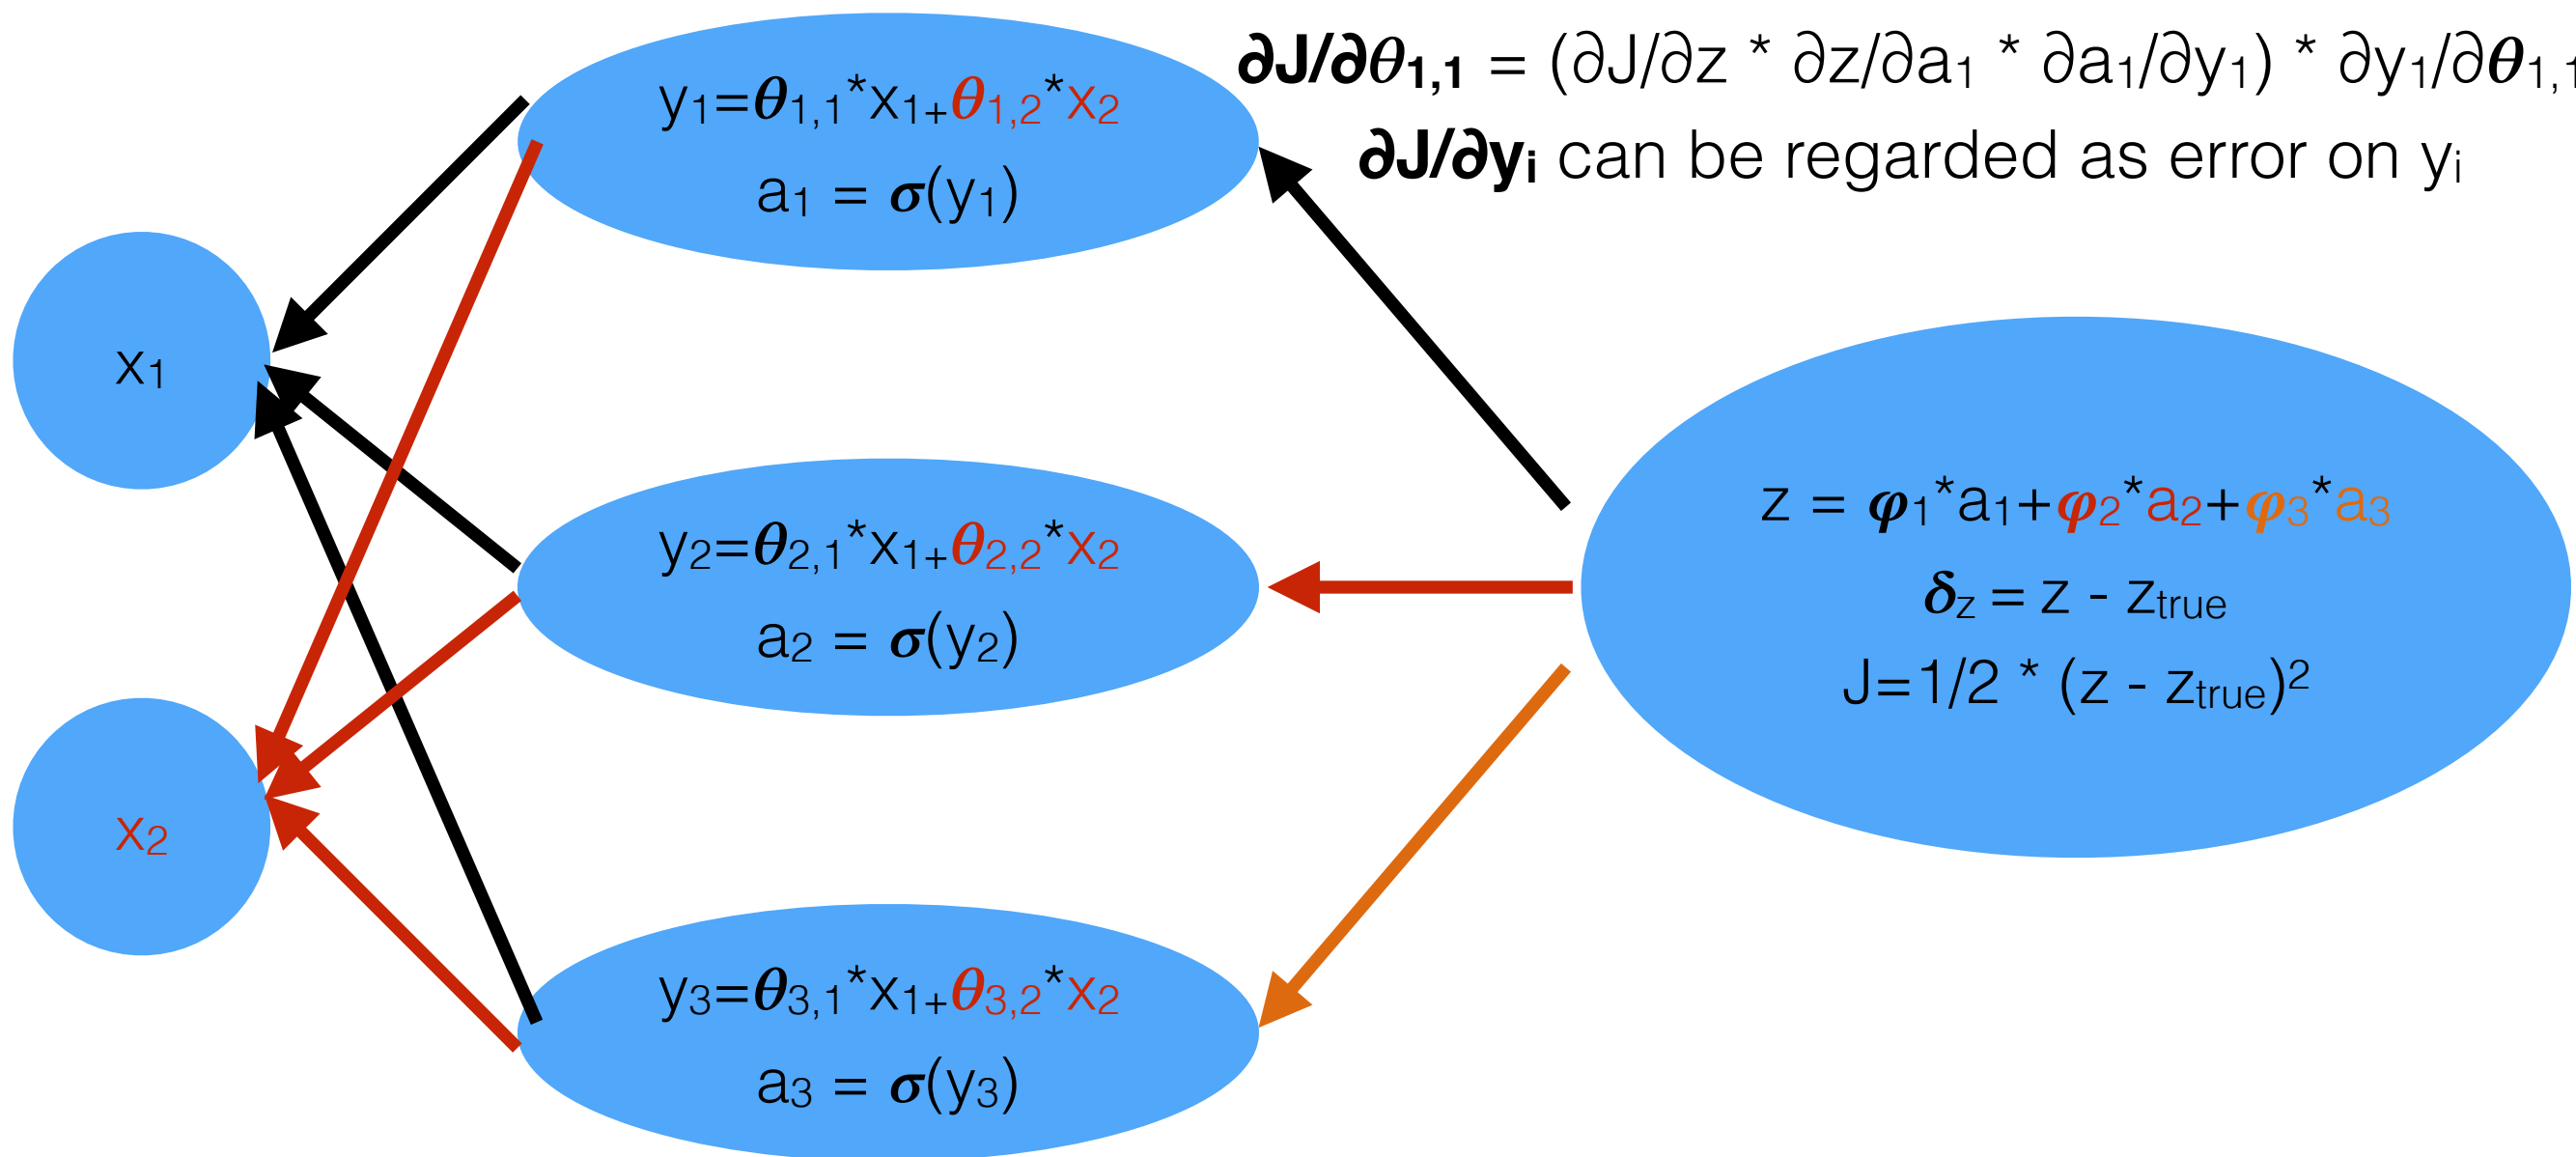 ∂J/∂θ₁,₁ = (∂J/∂z * ∂z/∂a₁ * ∂a₁/∂y₁) * ∂y₁/∂θ₁,₁
∂J/∂yᵢ can be regarded as error on yᵢ
y₁=θ₁,₁*x₁+θ₁,₂*x₂
a₁ = σ(y₁)
x₁
y₂=θ₂,₁*x₁+θ₂,₂*x₂
a₂ = σ(y₂)
z = φ₁*a₁+φ₂*a₂+φ₃*a₃
δz = z - ztrue
J=1/2 * (z - ztrue)²
x₂
y₃=θ₃,₁*x₁+θ₃,₂*x₂
a₃ = σ(y₃)